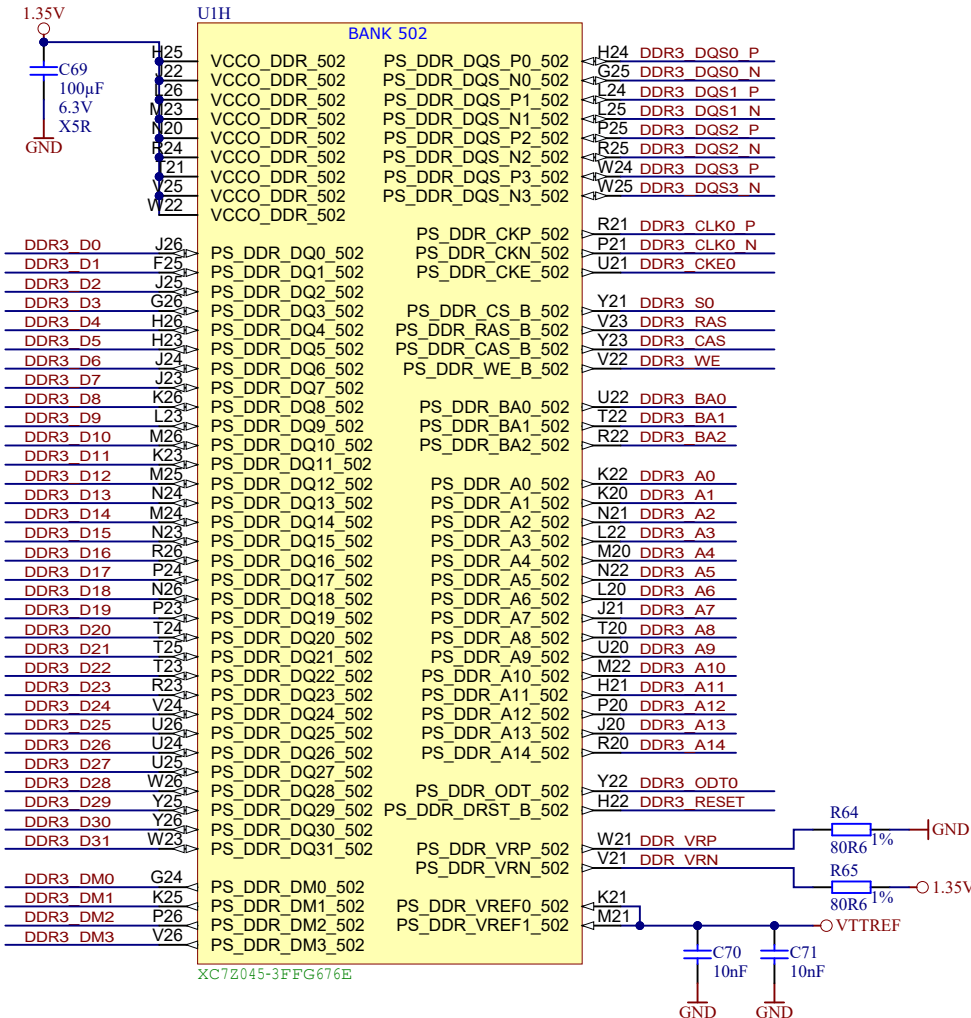 1.35V
U1H
BANK 502
C69
100µF
6.3V
X5R
GND
H25 VCCO_DDR_502 PS_DDR_DQS_P0_502 H24 DDR3_DQS0_P
J22 VCCO_DDR_502 PS_DDR_DQS_N0_502 G25 DDR3_DQS0_N
L26 VCCO_DDR_502 PS_DDR_DQS_P1_502 L24 DDR3_DQS1_P
M23 VCCO_DDR_502 PS_DDR_DQS_N1_502 L25 DDR3_DQS1_N
N20 VCCO_DDR_502 PS_DDR_DQS_P2_502 P25 DDR3_DQS2_P
R24 VCCO_DDR_502 PS_DDR_DQS_N2_502 R25 DDR3_DQS2_N
T21 VCCO_DDR_502 PS_DDR_DQS_P3_502 W24 DDR3_DQS3_P
V25 VCCO_DDR_502 PS_DDR_DQS_N3_502 W25 DDR3_DQS3_N
W22 VCCO_DDR_502
PS_DDR_CKP_502 R21 DDR3_CLK0_P
DDR3_D0 J26 PS_DDR_DQ0_502 PS_DDR_CKN_502 P21 DDR3_CLK0_N
DDR3_D1 F25 PS_DDR_DQ1_502 PS_DDR_CKE_502 U21 DDR3_CKE0
DDR3_D2 J25 PS_DDR_DQ2_502
DDR3_D3 G26 PS_DDR_DQ3_502 PS_DDR_CS_B_502 Y21 DDR3_S0
DDR3_D4 H26 PS_DDR_DQ4_502 PS_DDR_RAS_B_502 V23 DDR3_RAS
DDR3_D5 H23 PS_DDR_DQ5_502 PS_DDR_CAS_B_502 Y23 DDR3_CAS
DDR3_D6 J24 PS_DDR_DQ6_502 PS_DDR_WE_B_502 V22 DDR3_WE
DDR3_D7 J23 PS_DDR_DQ7_502
DDR3_D8 K26 PS_DDR_DQ8_502 PS_DDR_BA0_502 U22 DDR3_BA0
DDR3_D9 L23 PS_DDR_DQ9_502 PS_DDR_BA1_502 T22 DDR3_BA1
DDR3_D10 M26 PS_DDR_DQ10_502 PS_DDR_BA2_502 R22 DDR3_BA2
DDR3_D11 K23 PS_DDR_DQ11_502
DDR3_D12 M25 PS_DDR_DQ12_502 PS_DDR_A0_502 K22 DDR3_A0
DDR3_D13 N24 PS_DDR_DQ13_502 PS_DDR_A1_502 K20 DDR3_A1
DDR3_D14 M24 PS_DDR_DQ14_502 PS_DDR_A2_502 N21 DDR3_A2
DDR3_D15 N23 PS_DDR_DQ15_502 PS_DDR_A3_502 L22 DDR3_A3
DDR3_D16 R26 PS_DDR_DQ16_502 PS_DDR_A4_502 M20 DDR3_A4
DDR3_D17 P24 PS_DDR_DQ17_502 PS_DDR_A5_502 N22 DDR3_A5
DDR3_D18 N26 PS_DDR_DQ18_502 PS_DDR_A6_502 L20 DDR3_A6
DDR3_D19 P23 PS_DDR_DQ19_502 PS_DDR_A7_502 J21 DDR3_A7
DDR3_D20 T24 PS_DDR_DQ20_502 PS_DDR_A8_502 T20 DDR3_A8
DDR3_D21 T25 PS_DDR_DQ21_502 PS_DDR_A9_502 U20 DDR3_A9
DDR3_D22 T23 PS_DDR_DQ22_502 PS_DDR_A10_502 M22 DDR3_A10
DDR3_D23 R23 PS_DDR_DQ23_502 PS_DDR_A11_502 H21 DDR3_A11
DDR3_D24 V24 PS_DDR_DQ24_502 PS_DDR_A12_502 P20 DDR3_A12
DDR3_D25 U26 PS_DDR_DQ25_502 PS_DDR_A13_502 J20 DDR3_A13
DDR3_D26 U24 PS_DDR_DQ26_502 PS_DDR_A14_502 R20 DDR3_A14
DDR3_D27 U25 PS_DDR_DQ27_502
DDR3_D28 W26 PS_DDR_DQ28_502 PS_DDR_ODT_502 Y22 DDR3_ODT0
DDR3_D29 Y25 PS_DDR_DQ29_502 PS_DDR_DRST_B_502 H22 DDR3_RESET
DDR3_D30 Y26 PS_DDR_DQ30_502
DDR3_D31 W23 PS_DDR_DQ31_502 PS_DDR_VRP_502 W21 DDR_VRP R64 80R6 1% GND
PS_DDR_VRN_502 V21 DDR_VRN R65 80R6 1% 1.35V
DDR3_DM0 G24 PS_DDR_DM0_502
DDR3_DM1 K25 PS_DDR_DM1_502 PS_DDR_VREF0_502 K21
DDR3_DM2 P26 PS_DDR_DM2_502 PS_DDR_VREF1_502 M21 VTTREF
DDR3_DM3 V26 PS_DDR_DM3_502
XC7Z045-3FFG676E
C70 C71
10nF 10nF
GND GND